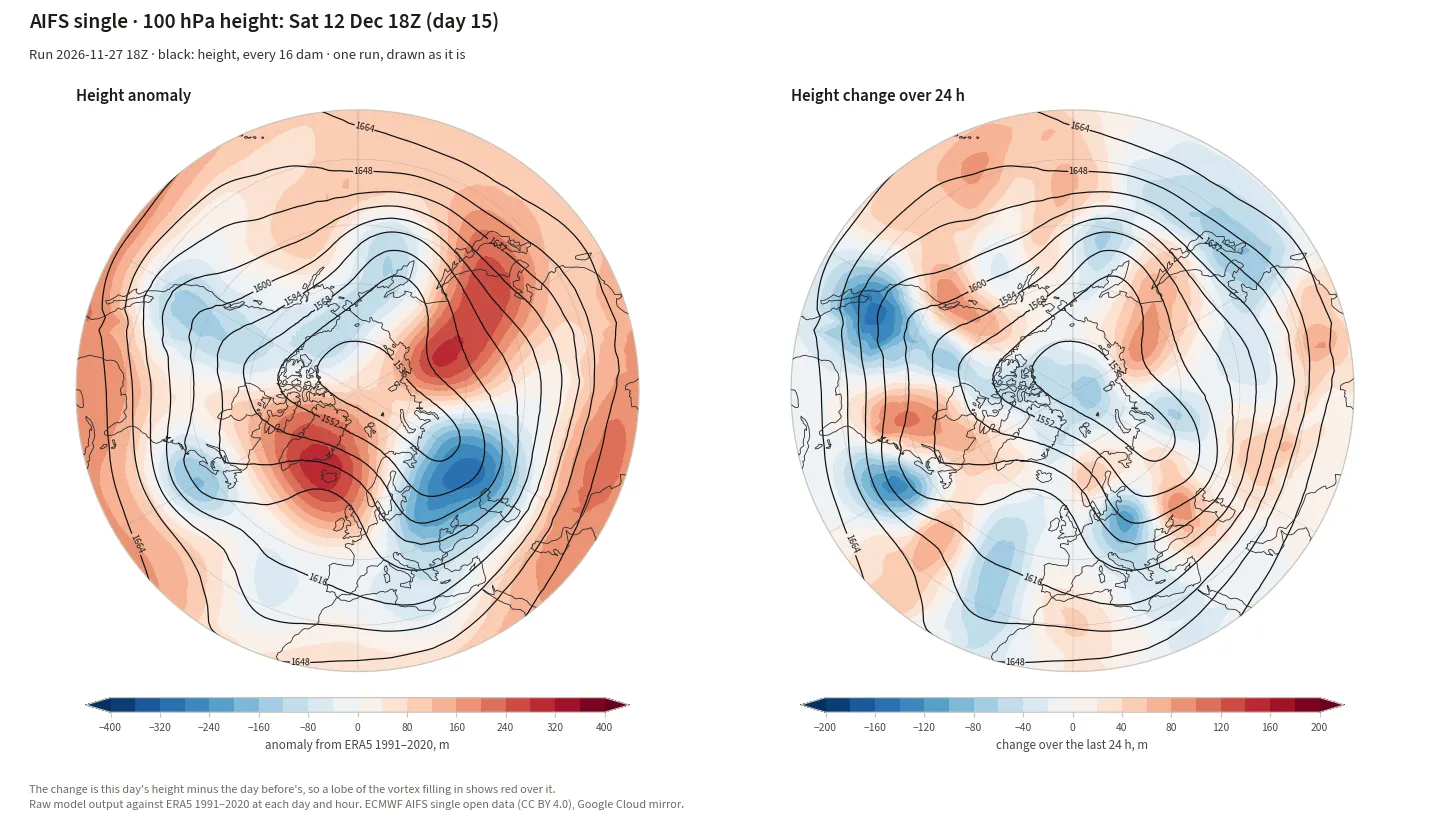 AIFS single · 100 hPa height: Sat 12 Dec 18Z (day 15)
Run 2026-11-27 18Z · black: height, every 16 dam · one run, drawn as it is
Height anomaly
Height change over 24 h
1664
1648
1632
1600
1584
1568
1536
1552
1664
1616
1648
1664
1648
1632
1600
1584
1568
1536
1552
1664
1616
1648
−400 −320 −240 −160 −80 0 80 160 240 320 400
anomaly from ERA5 1991–2020, m
−200 −160 −120 −80 −40 0 40 80 120 160 200
change over the last 24 h, m
The change is this day's height minus the day before's, so a lobe of the vortex filling in shows red over it.
Raw model output against ERA5 1991–2020 at each day and hour. ECMWF AIFS single open data (CC BY 4.0), Google Cloud mirror.